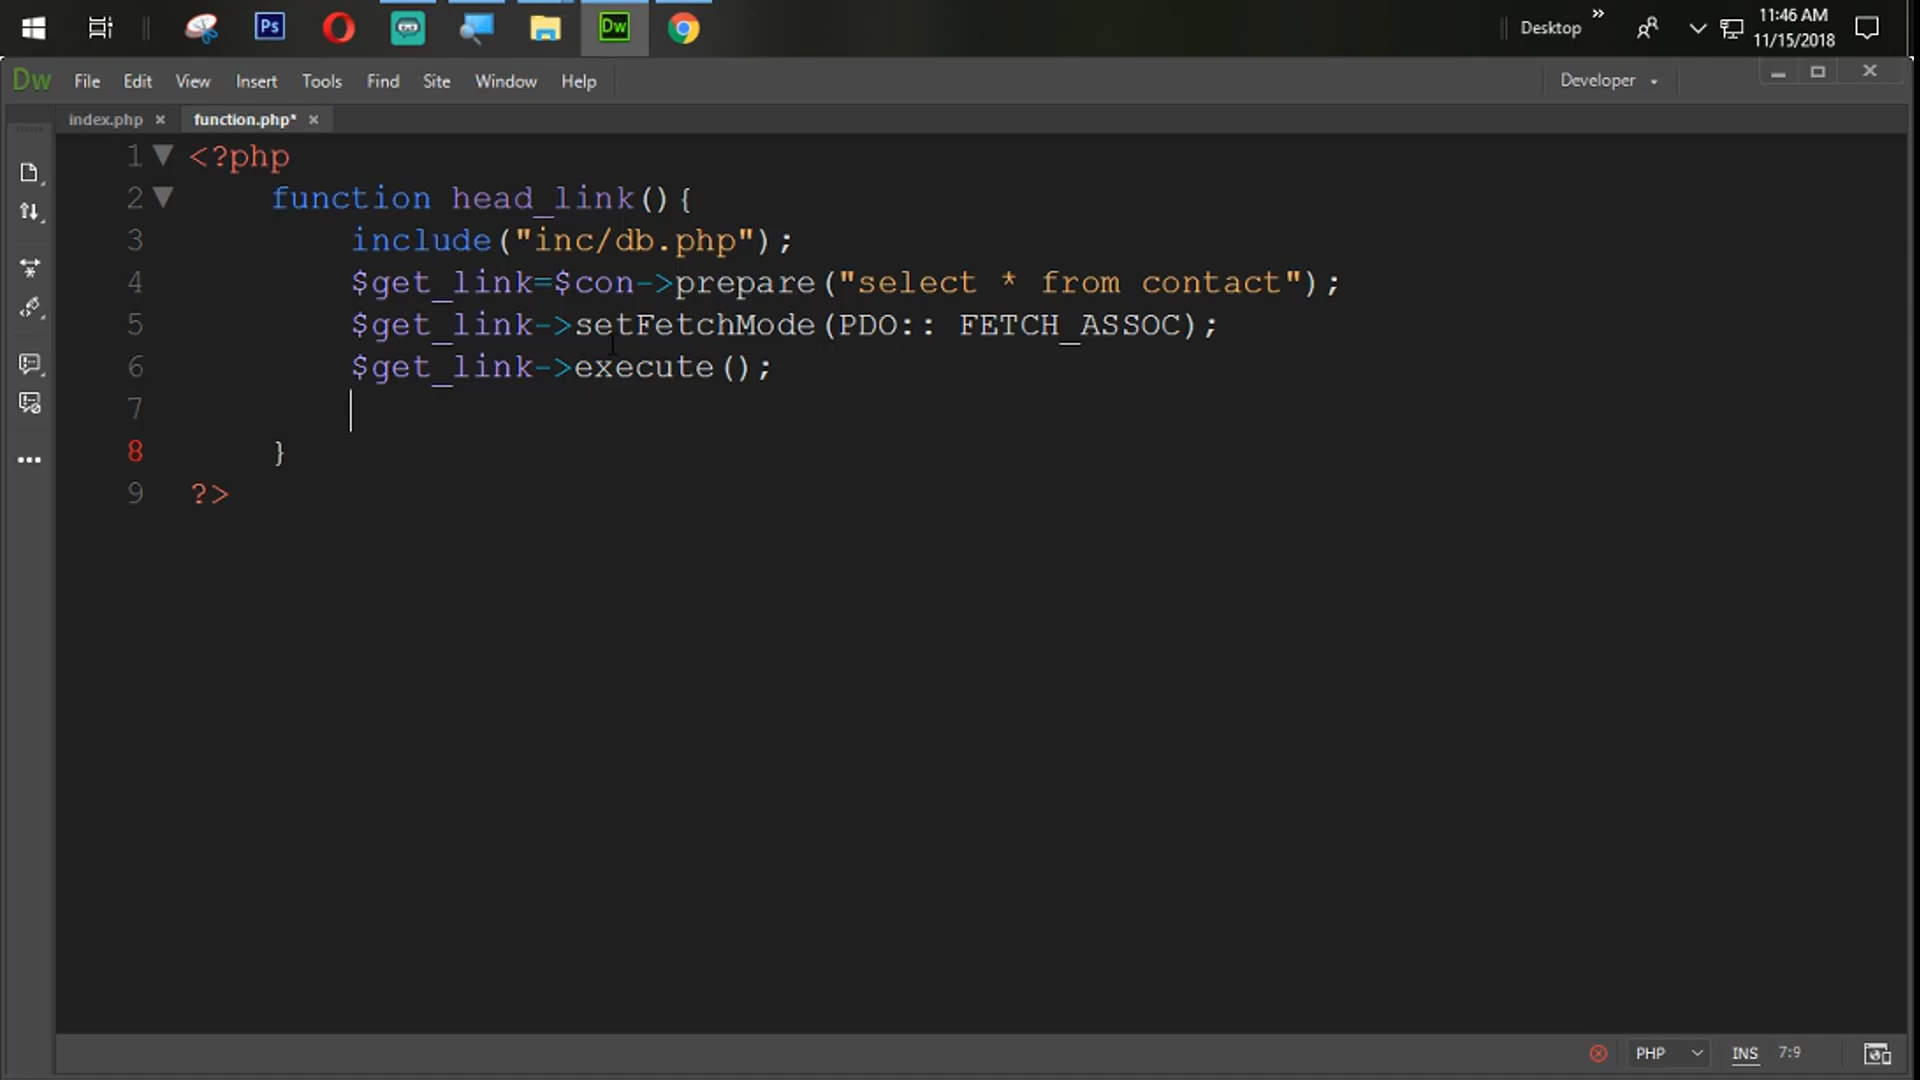 Ps
Dw
Desktop
»
11:46 AM
11/15/2018
Dw File Edit View Insert Tools Find Site Window Help
Developer
index.php × function.php* ×
1 <?php
2 function head_link(){
3 include("inc/db.php");
4 $get_link=$con->prepare("select * from contact");
5 $get_link->setFetchMode(PDO:: FETCH_ASSOC);
6 $get_link->execute();
7
8 }
9 ?>
PHP INS 7:9